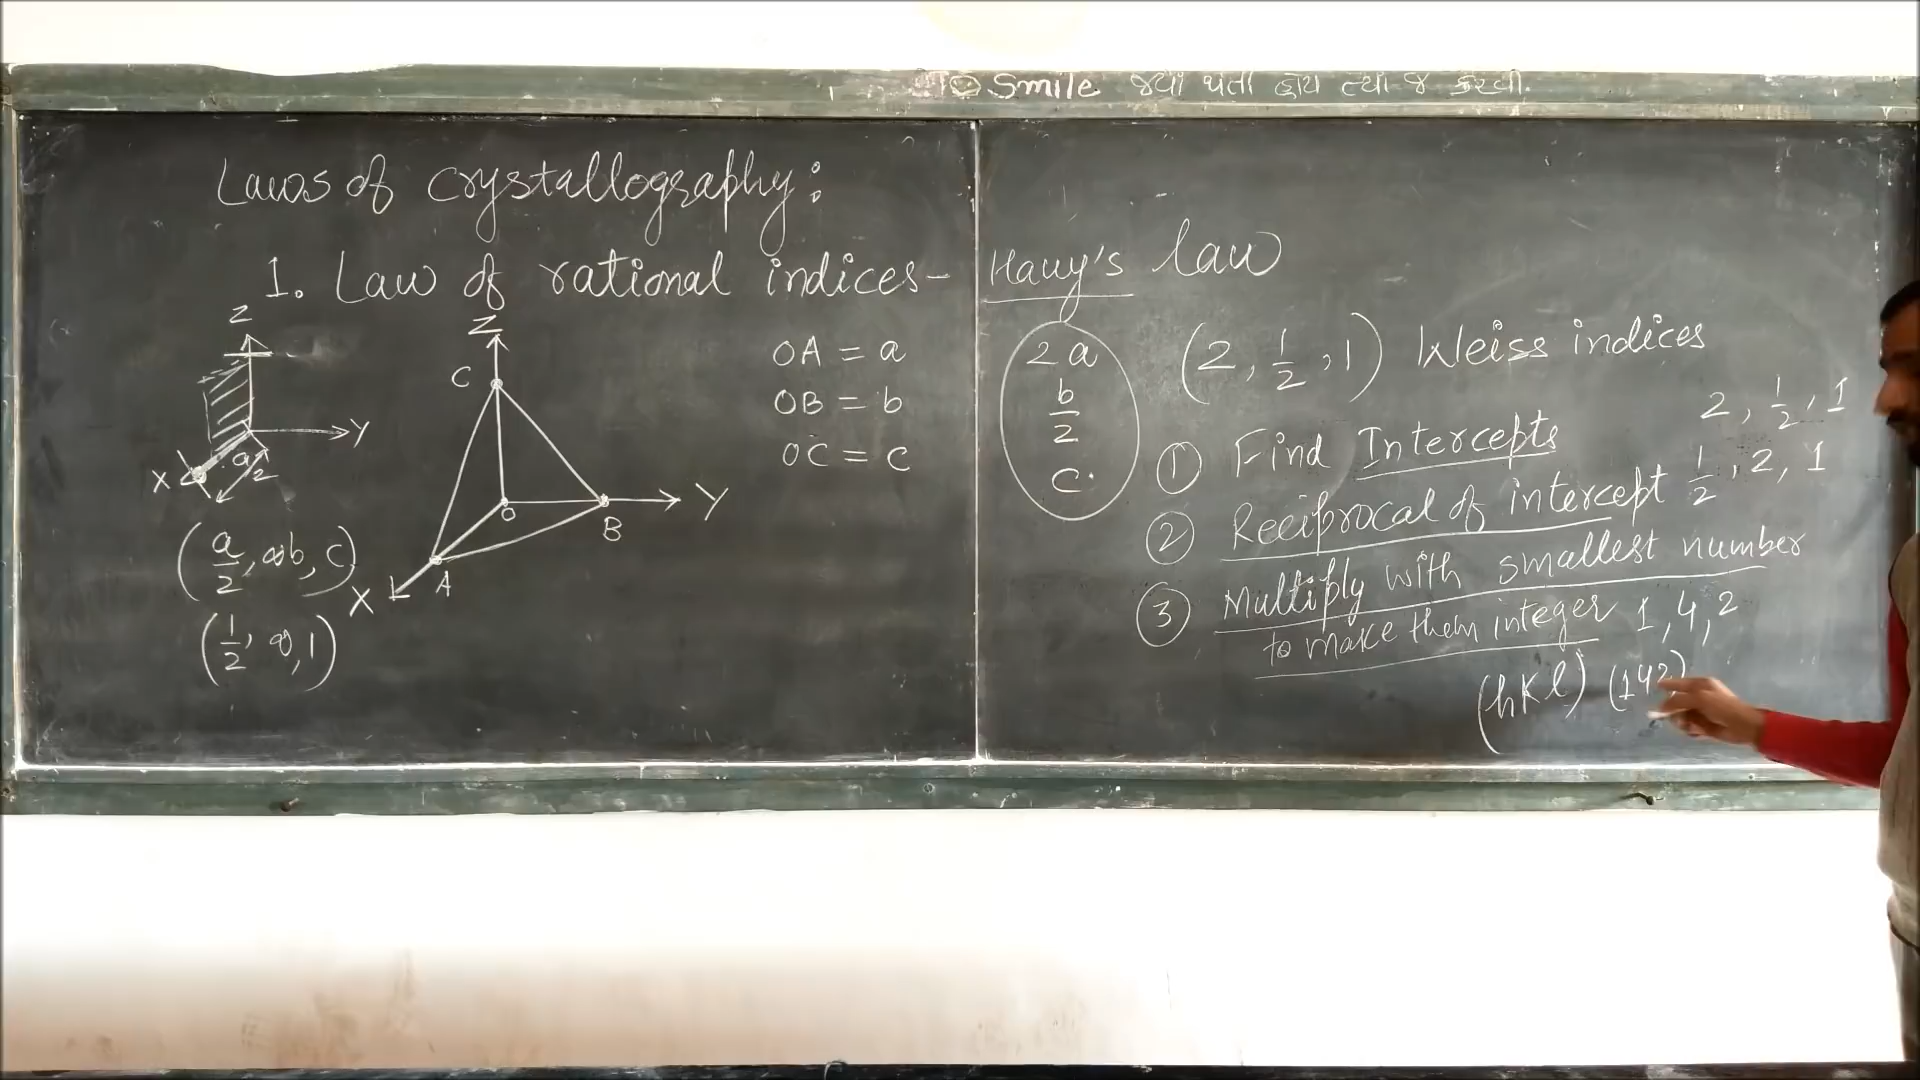 Smile જ્યાં થતા હોય ત્યાં જ કરવી.
Laws of crystallography:
1. Law of rational indices - Hauy's law
Z
Y
X
a
2
(a/2, ∞b, c)
(1/2, ∞, 1)
Z
C
O
B
Y
A
X
OA = a
OB = b
OC = c
2a
b/2
c.
(2, 1/2, 1) Weiss indices
2, 1/2, 1
① Find Intercepts
② Reciprocal of intercept 1/2, 2, 1
③ Multiply with smallest number
to make them integer 1, 4, 2
(hkl) (142)